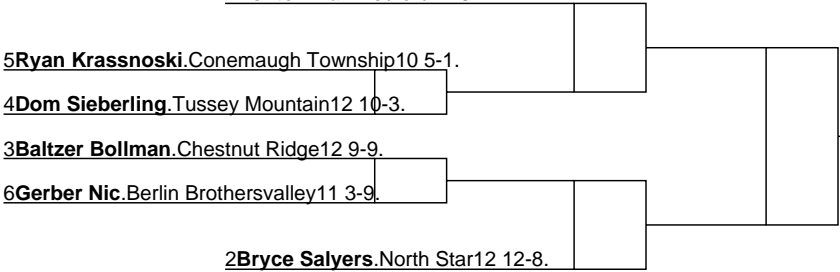 5Ryan Krassnoski.Conemaugh Township10 5-1.
4Dom Sieberling.Tussey Mountain12 10-3.
3Baltzer Bollman.Chestnut Ridge12 9-9.
6Gerber Nic.Berlin Brothersvalley11 3-9.
2Bryce Salyers.North Star12 12-8.